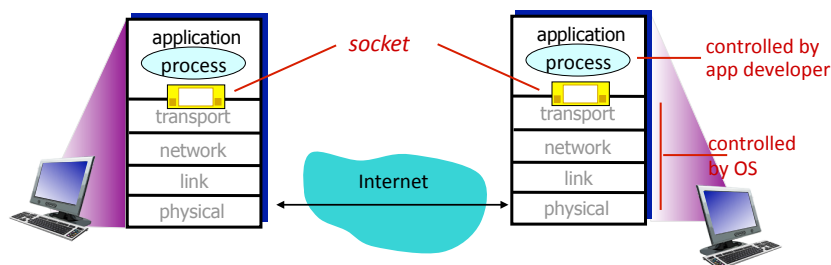 application
process
transport
network
link
physical
socket
Internet
application
process
transport
network
link
physical
controlled by
app developer
controlled
by OS